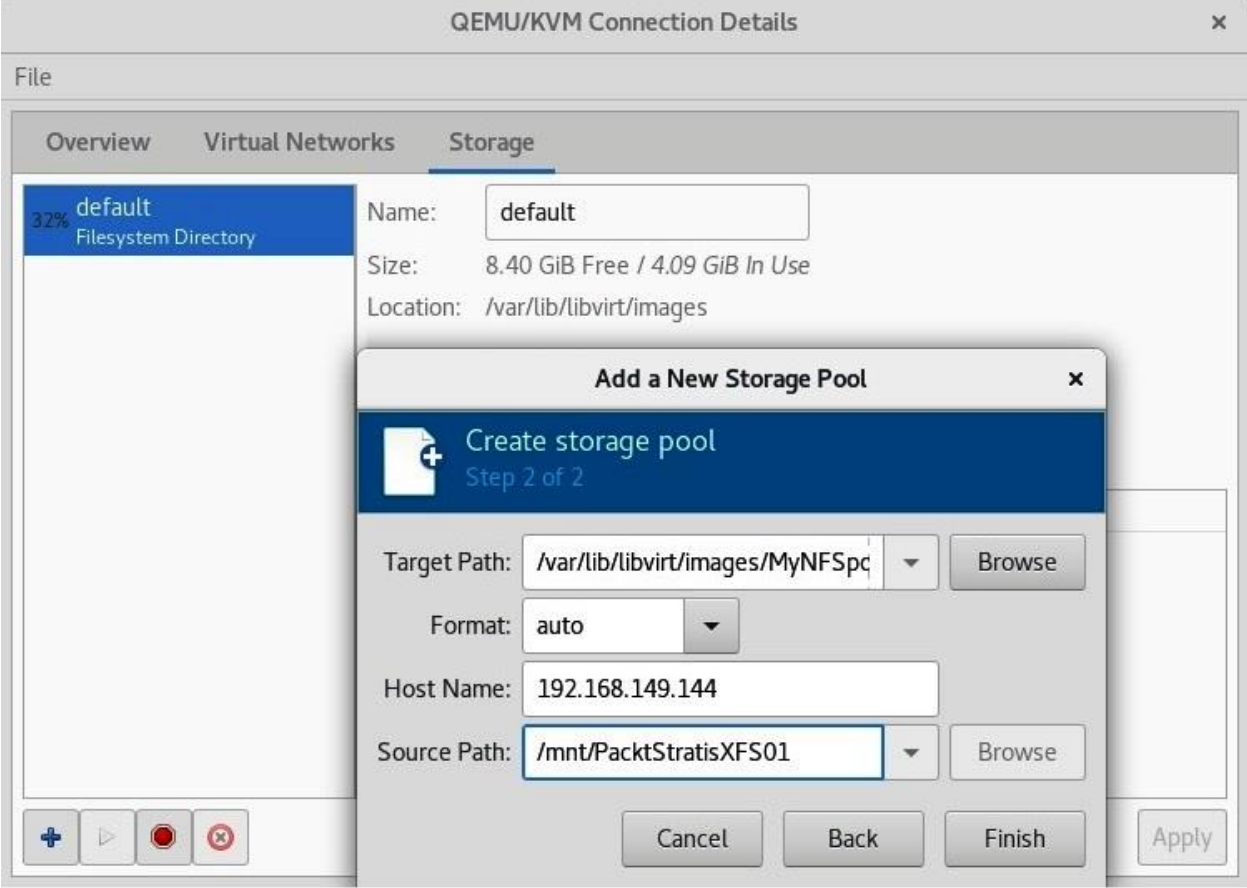 QEMU/KVM Connection Details
File
Overview Virtual Networks Storage
32% default
Filesystem Directory
Name: default
Size: 8.40 GiB Free / 4.09 GiB In Use
Location: /var/lib/libvirt/images
Add a New Storage Pool
Create storage pool
Step 2 of 2
Target Path: /var/lib/libvirt/images/MyNFSpo Browse
Format: auto
Host Name: 192.168.149.144
Source Path: /mnt/PacktStratisXFS01 Browse
Cancel Back Finish
Apply